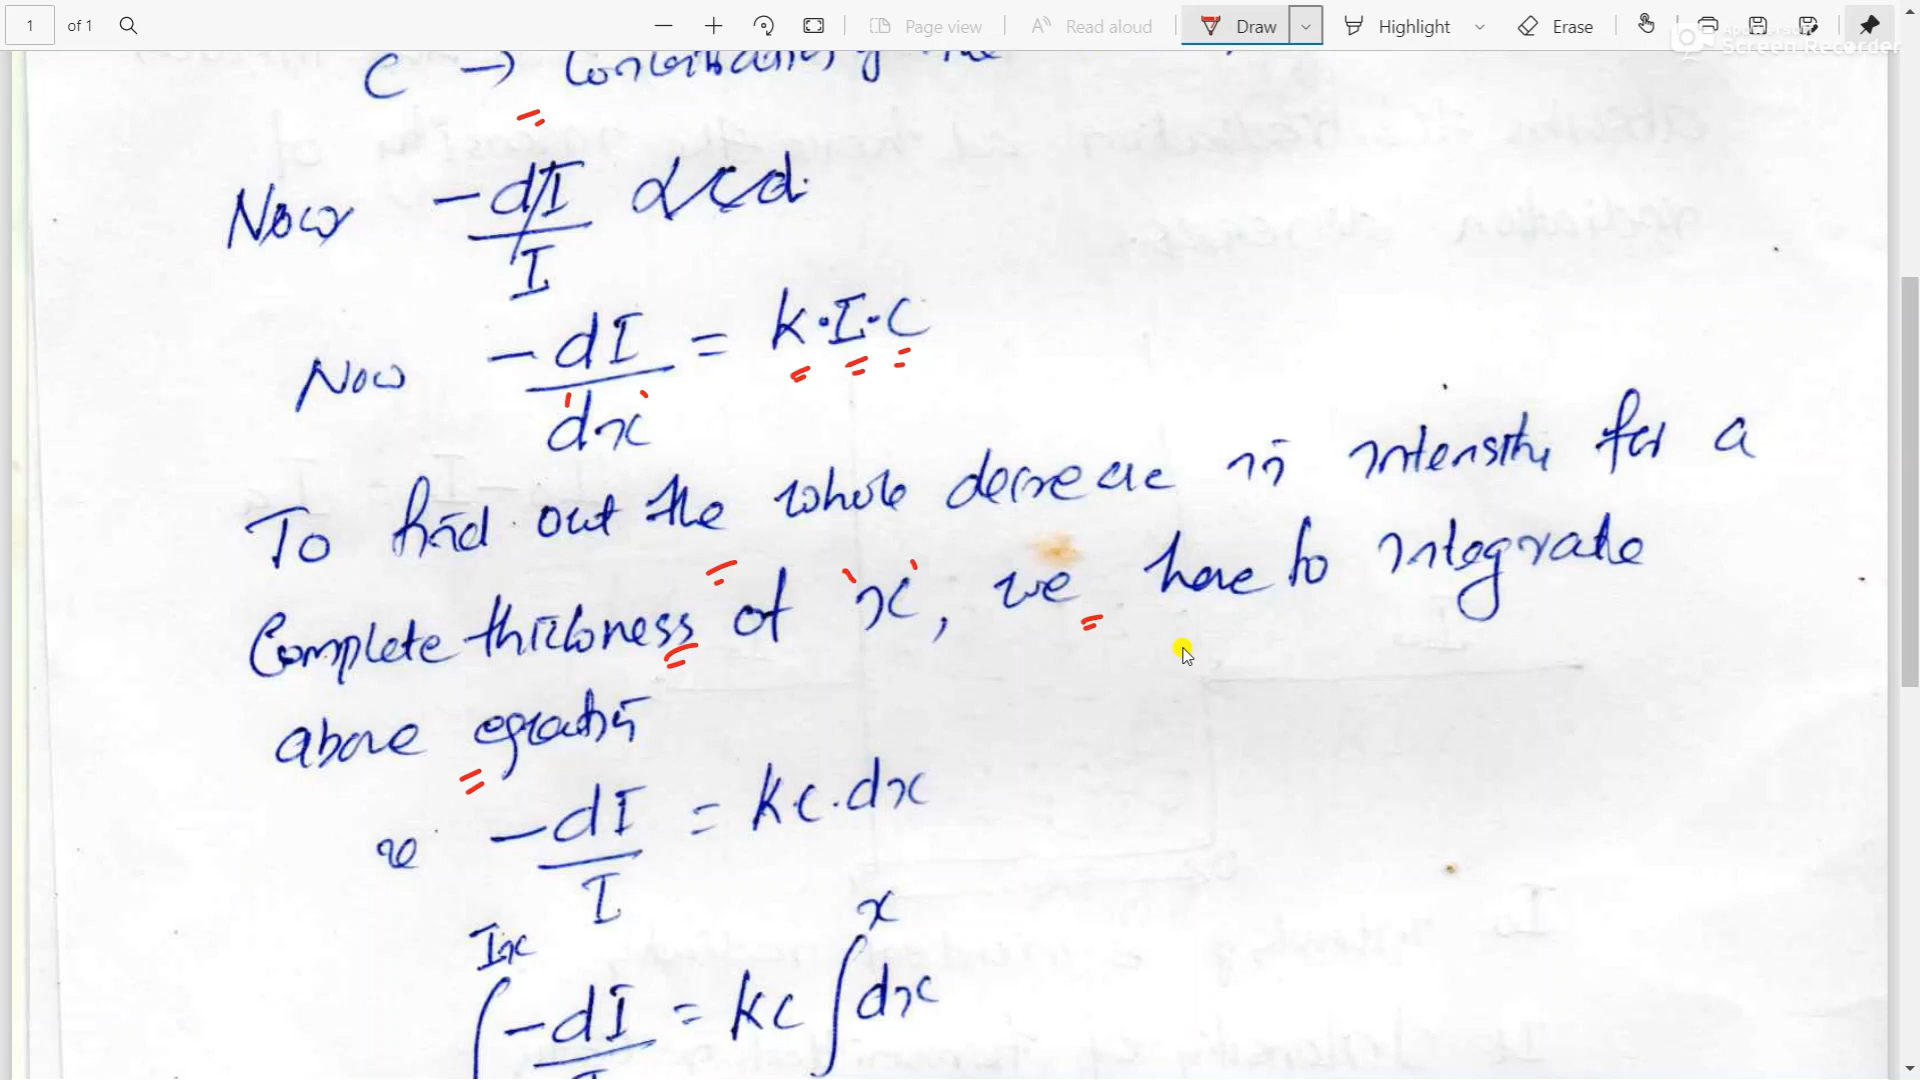 1 of 1 Page view Read aloud Draw Highlight Erase
Screen Recorder
C →
Now -dI/I
Now -dI/dx = k·I·C
To find out the whole decrease in intensity for a
Complete thickness of 'x', we have to integrate
above equation
-dI/I = kc.dx
Ix x
∫ -dI = kc ∫ dx